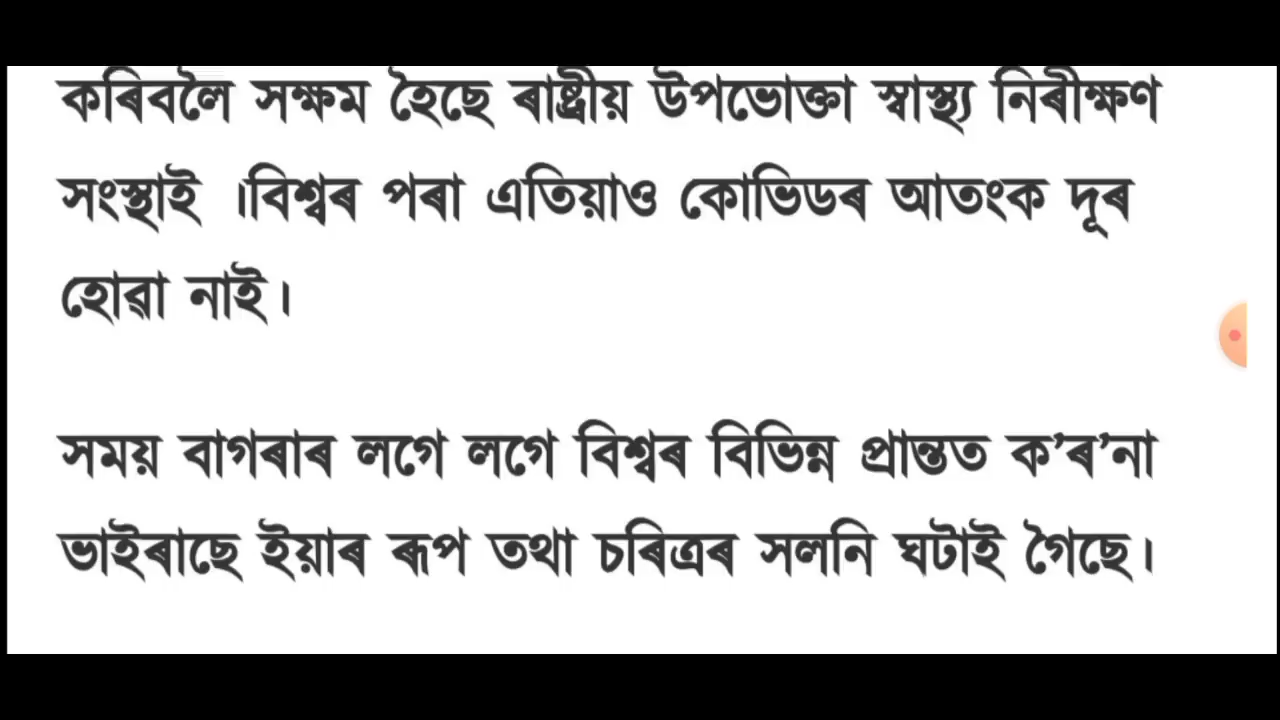 কৰিবলৈ সক্ষম হৈছে ৰাষ্ট্ৰীয় উপভোক্তা স্বাস্থ্য নিৰীক্ষণ
সংস্থাই ।বিশ্বৰ পৰা এতিয়াও কোভিডৰ আতংক দূৰ
হোৱা নাই।
সময় বাগৰাৰ লগে লগে বিশ্বৰ বিভিন্ন প্ৰান্তত ক’ৰ’না
ভাইৰাছে ইয়াৰ ৰূপ তথা চৰিত্ৰৰ সলনি ঘটাই গৈছে।